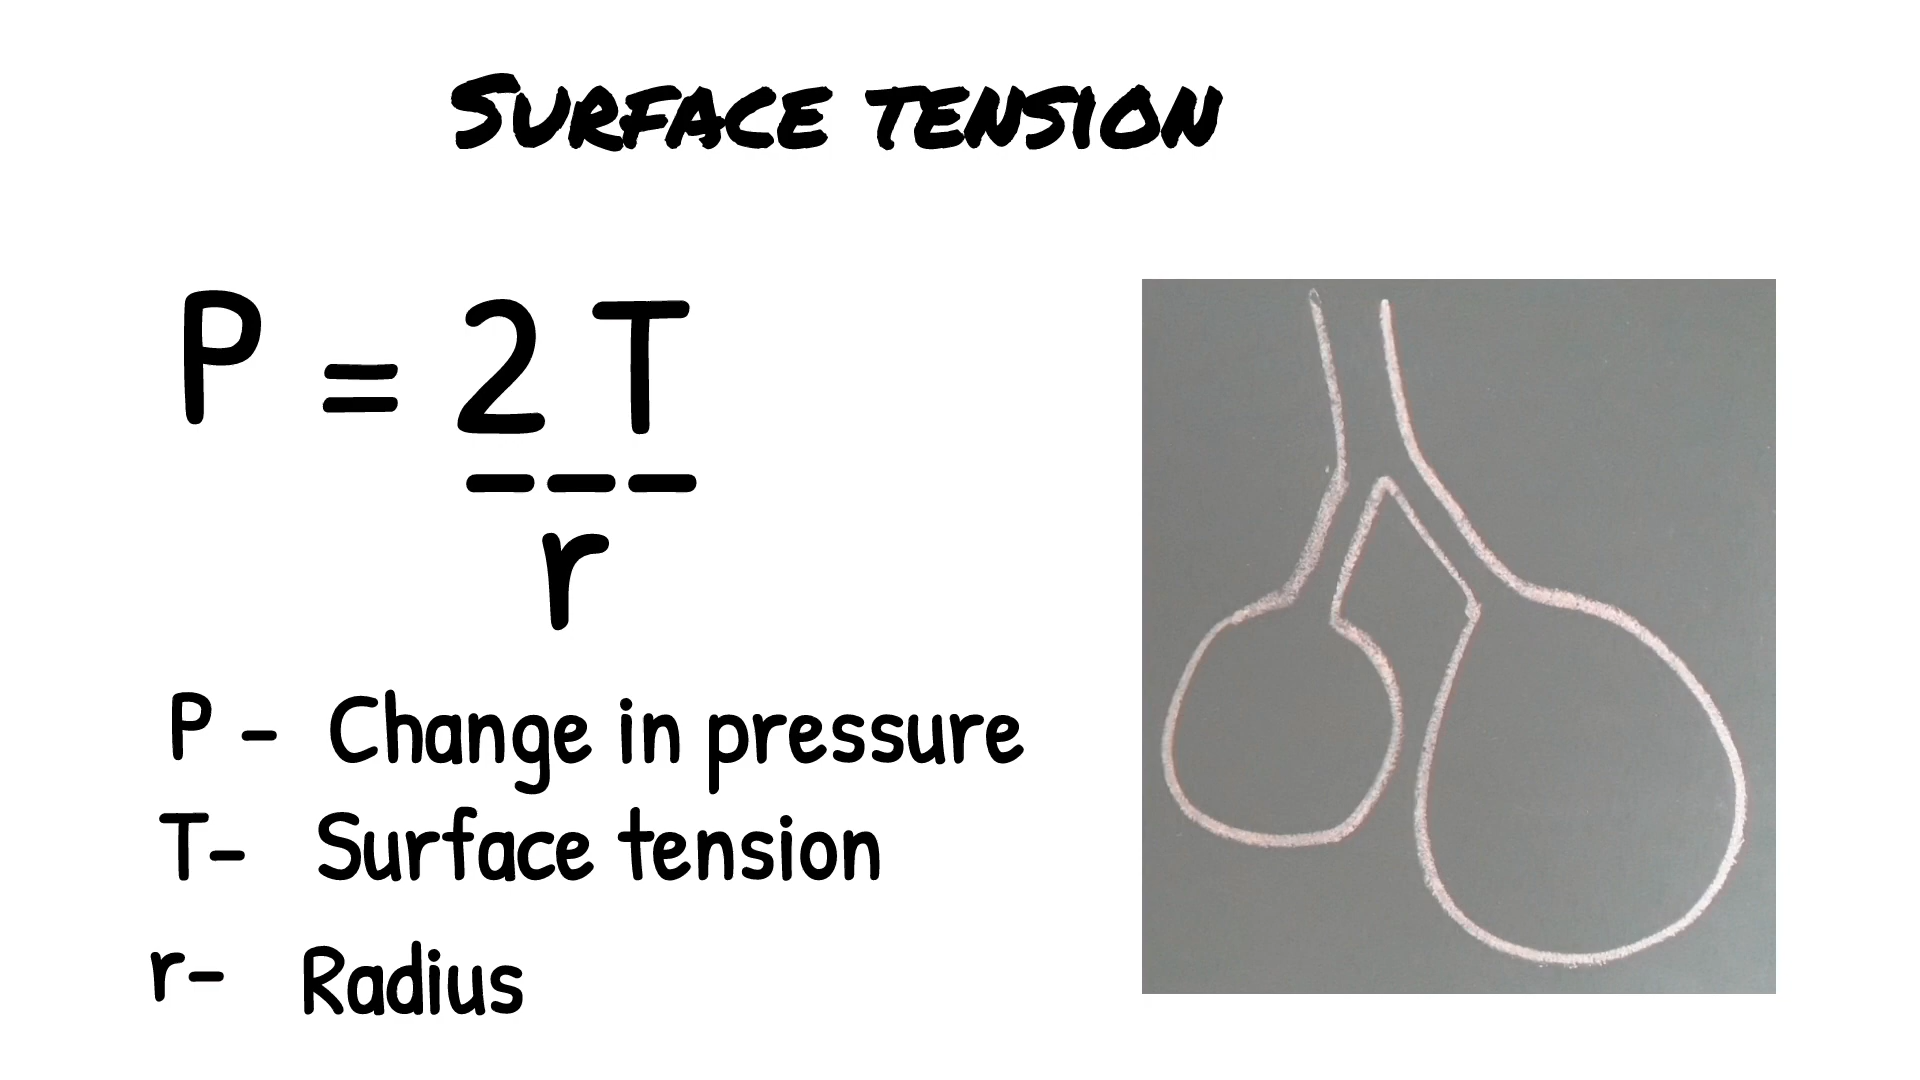 SURFACE TENSION
P = 2 T
---
r
P - Change in pressure
T- Surface tension
r- Radius